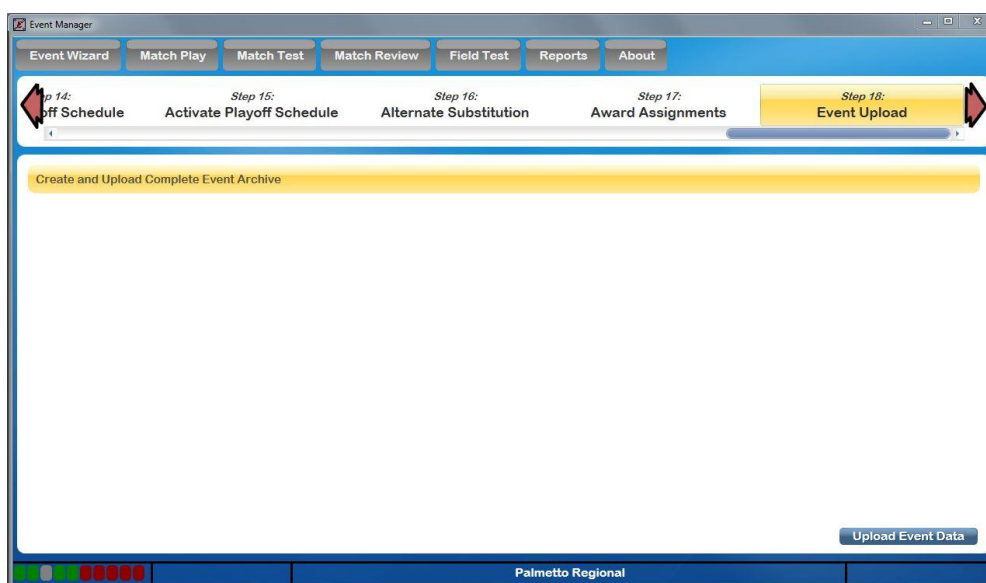 Event Manager
Event Wizard Match Play Match Test Match Review Field Test Reports About
p 14: Step 15: Step 16: Step 17: Step 18:
off Schedule Activate Playoff Schedule Alternate Substitution Award Assignments Event Upload
Create and Upload Complete Event Archive
Upload Event Data
Palmetto Regional